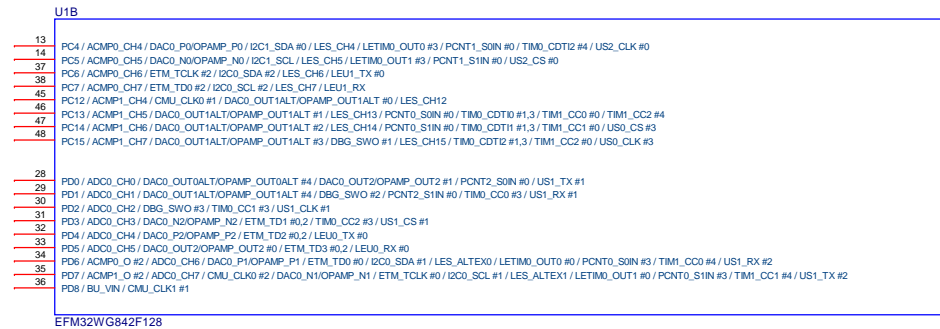 U1B
13 PC4 / ACMP0_CH4 / DAC0_P0/OPAMP_P0 / I2C1_SDA #0 / LES_CH4 / LETIM0_OUT0 #3 / PCNT1_S0IN #0 / TIM0_CDTI2 #4 / US2_CLK #0
14 PC5 / ACMP0_CH5 / DAC0_N0/OPAMP_N0 / I2C1_SCL / LES_CH5 / LETIM0_OUT1 #3 / PCNT1_S1IN #0 / US2_CS #0
37 PC6 / ACMP0_CH6 / ETM_TCLK #2 / I2C0_SDA #2 / LES_CH6 / LEU1_TX #0
38 PC7 / ACMP0_CH7 / ETM_TD0 #2 / I2C0_SCL #2 / LES_CH7 / LEU1_RX
45 PC12 / ACMP1_CH4 / CMU_CLK0 #1 / DAC0_OUT1ALT/OPAMP_OUT1ALT #0 / LES_CH12
46 PC13 / ACMP1_CH5 / DAC0_OUT1ALT/OPAMP_OUT1ALT #1 / LES_CH13 / PCNT0_S0IN #0 / TIM0_CDTI0 #1,3 / TIM1_CC0 #0 / TIM1_CC2 #4
47 PC14 / ACMP1_CH6 / DAC0_OUT1ALT/OPAMP_OUT1ALT #2 / LES_CH14 / PCNT0_S1IN #0 / TIM0_CDTI1 #1,3 / TIM1_CC1 #0 / US0_CS #3
48 PC15 / ACMP1_CH7 / DAC0_OUT1ALT/OPAMP_OUT1ALT #3 / DBG_SWO #1 / LES_CH15 / TIM0_CDTI2 #1,3 / TIM1_CC2 #0 / US0_CLK #3
28 PD0 / ADC0_CH0 / DAC0_OUT0ALT/OPAMP_OUT0ALT #4 / DAC0_OUT2/OPAMP_OUT2 #1 / PCNT2_S0IN #0 / US1_TX #1
29 PD1 / ADC0_CH1 / DAC0_OUT1ALT/OPAMP_OUT1ALT #4 / DBG_SWO #2 / PCNT2_S1IN #0 / TIM0_CC0 #3 / US1_RX #1
30 PD2 / ADC0_CH2 / DBG_SWO #3 / TIM0_CC1 #3 / US1_CLK #1
31 PD3 / ADC0_CH3 / DAC0_N2/OPAMP_N2 / ETM_TD1 #0,2 / TIM0_CC2 #3 / US1_CS #1
32 PD4 / ADC0_CH4 / DAC0_P2/OPAMP_P2 / ETM_TD2 #0,2 / LEU0_TX #0
33 PD5 / ADC0_CH5 / DAC0_OUT2/OPAMP_OUT2 #0 / ETM_TD3 #0,2 / LEU0_RX #0
34 PD6 / ACMP0_O #2 / ADC0_CH6 / DAC0_P1/OPAMP_P1 / ETM_TD0 #0 / I2C0_SDA #1 / LES_ALTEX0 / LETIM0_OUT0 #0 / PCNT0_S0IN #3 / TIM1_CC0 #4 / US1_RX #2
35 PD7 / ACMP1_O #2 / ADC0_CH7 / CMU_CLK0 #2 / DAC0_N1/OPAMP_N1 / ETM_TCLK #0 / I2C0_SCL #1 / LES_ALTEX1 / LETIM0_OUT1 #0 / PCNT0_S1IN #3 / TIM1_CC1 #4 / US1_TX #2
36 PD8 / BU_VIN / CMU_CLK1 #1
EFM32WG842F128